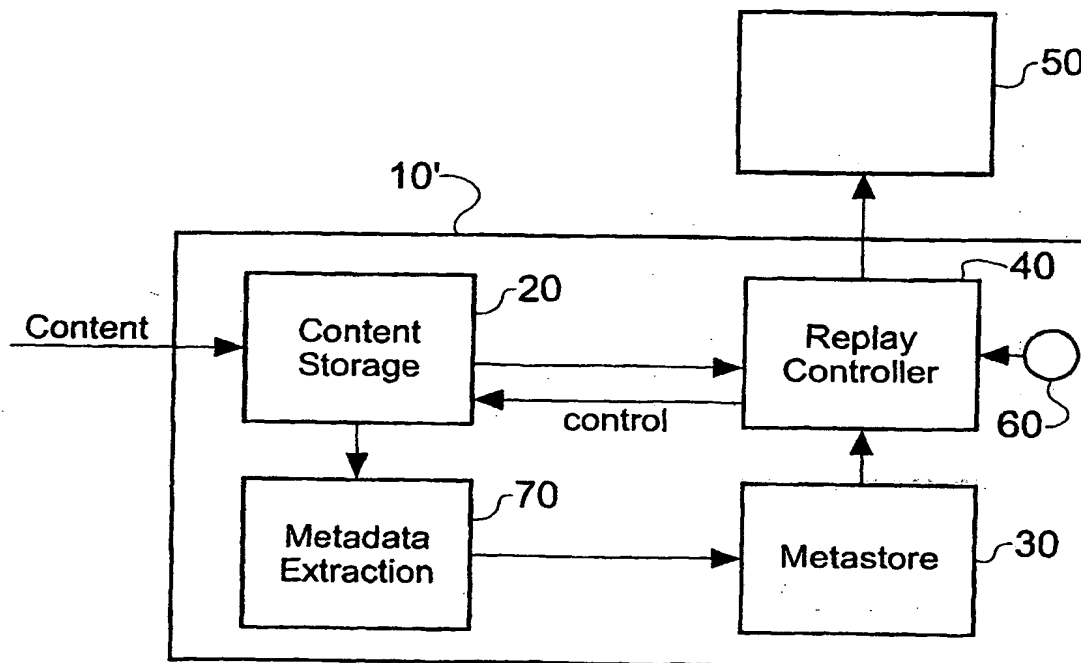 50
10'
20
40
Content
Content
Storage
Replay
Controller
control
60
70
Metadata
Extraction
Metastore
30